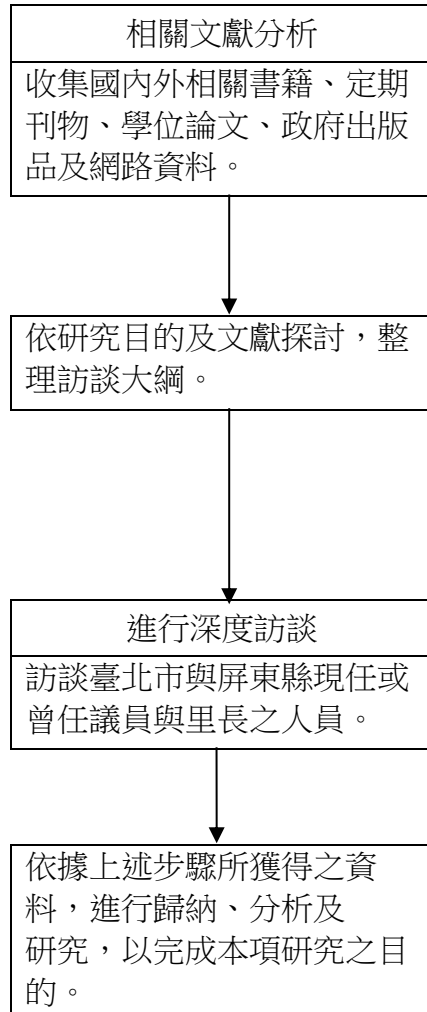 相關文獻分析
收集國內外相關書籍、定期
刊物、學位論文、政府出版
品及網路資料。
依研究目的及文獻探討，整
理訪談大綱。
進行深度訪談
訪談臺北市與屏東縣現任或
曾任議員與里長之人員。
依據上述步驟所獲得之資
料，進行歸納、分析及
研究，以完成本項研究之目
的。